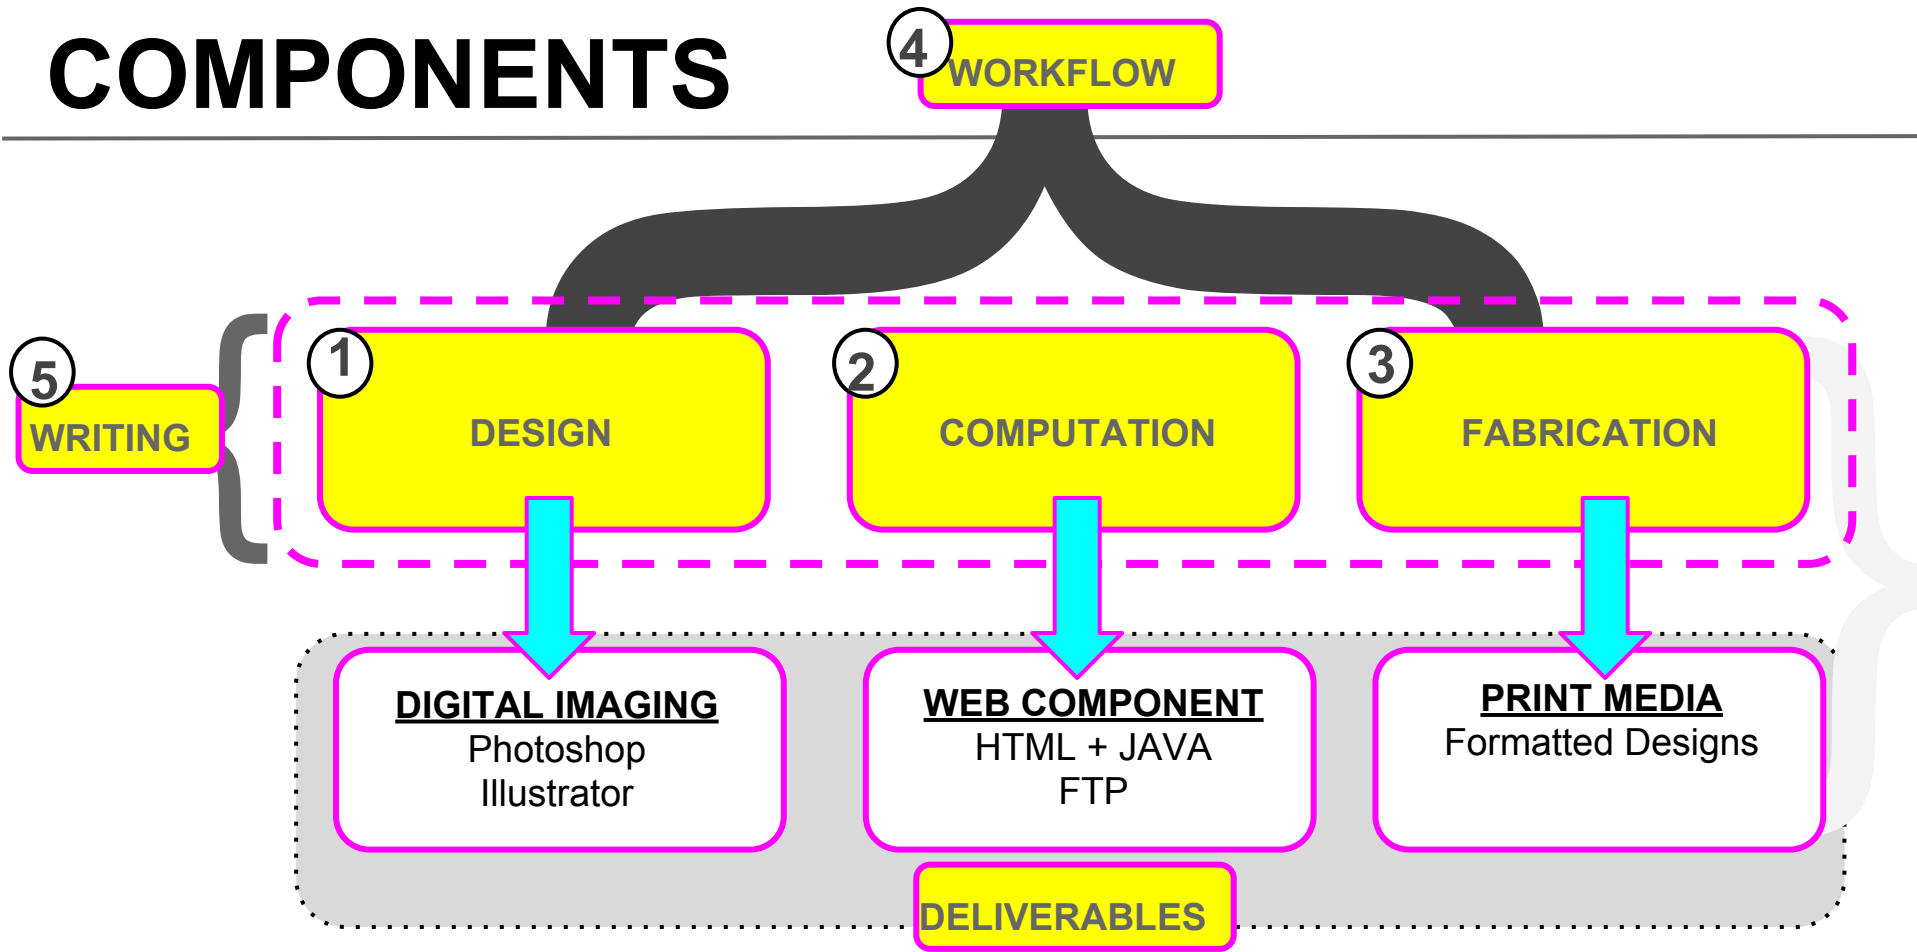 COMPONENTS
4
WORKFLOW
5
WRITING
1
DESIGN
2
COMPUTATION
3
FABRICATION
DIGITAL IMAGING
Photoshop
Illustrator
WEB COMPONENT
HTML + JAVA
FTP
PRINT MEDIA
Formatted Designs
DELIVERABLES